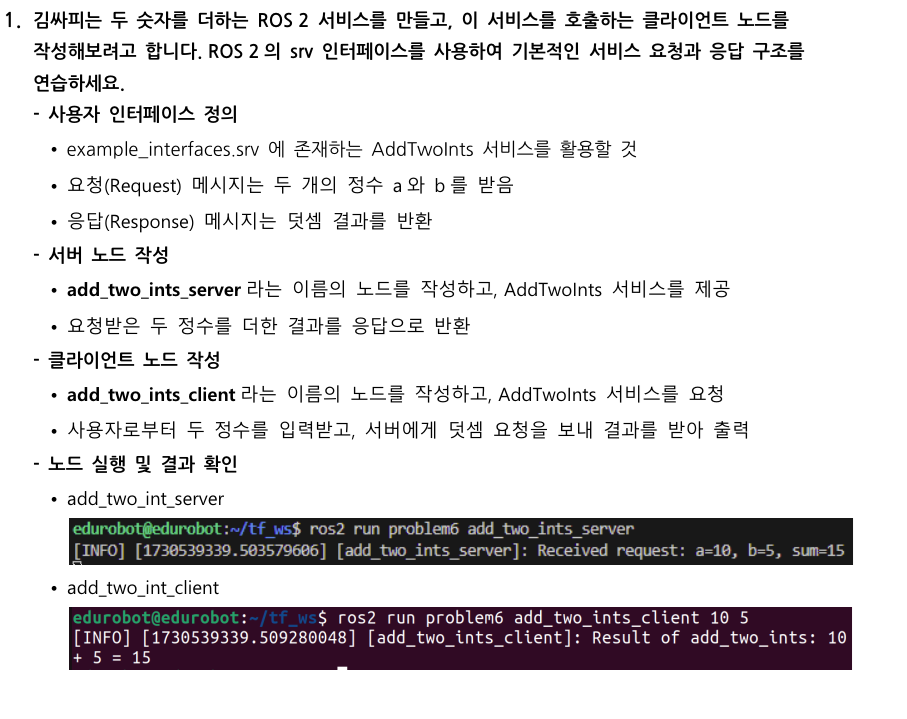 1. 김싸피는 두 숫자를 더하는 ROS 2 서비스를 만들고, 이 서비스를 호출하는 클라이언트 노드를
작성해보려고 합니다. ROS 2 의 srv 인터페이스를 사용하여 기본적인 서비스 요청과 응답 구조를
연습하세요.
- 사용자 인터페이스 정의
• example_interfaces.srv 에 존재하는 AddTwoInts 서비스를 활용할 것
• 요청(Request) 메시지는 두 개의 정수 a 와 b 를 받음
• 응답(Response) 메시지는 덧셈 결과를 반환
- 서버 노드 작성
• add_two_ints_server 라는 이름의 노드를 작성하고, AddTwoInts 서비스를 제공
• 요청받은 두 정수를 더한 결과를 응답으로 반환
- 클라이언트 노드 작성
• add_two_ints_client 라는 이름의 노드를 작성하고, AddTwoInts 서비스를 요청
• 사용자로부터 두 정수를 입력받고, 서버에게 덧셈 요청을 보내 결과를 받아 출력
- 노드 실행 및 결과 확인
• add_two_int_server
edurobot@edurobot:~/tf_ws$ ros2 run problem6 add_two_ints_server
[INFO] [1730539339.503579606] [add_two_ints_server]: Received request: a=10, b=5, sum=15
• add_two_int_client
edurobot@edurobot:~/tf_ws$ ros2 run problem6 add_two_ints_client 10 5
[INFO] [1730539339.509280048] [add_two_ints_client]: Result of add_two_ints: 10
+ 5 = 15